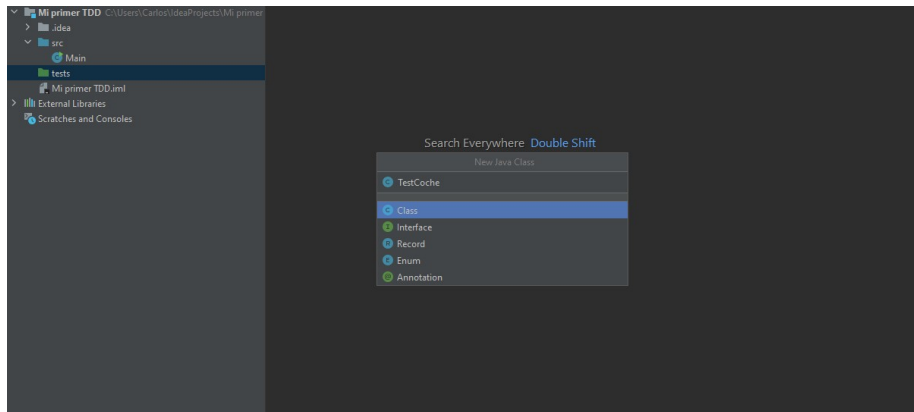 Mi primer TDD C:\Users\Carlos\IdeaProjects\Mi primer
.idea
src
Main
tests
Mi primer TDD.iml
External Libraries
Scratches and Consoles
Search Everywhere Double Shift
New Java Class
TestCoche
Class
Interface
Record
Enum
Annotation